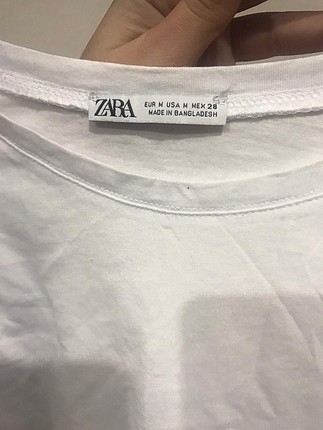 ZARA
EUR M USA M MEX 28
MADE IN BANGLADESH